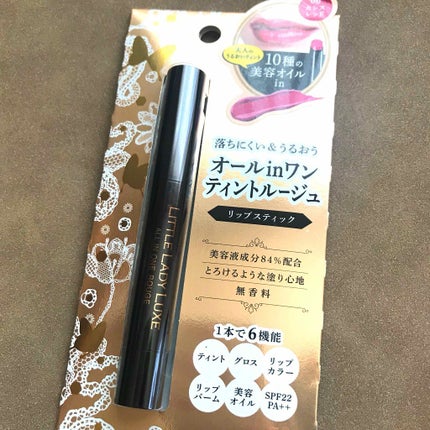 大人の
うるおいティント
10種の
美容オイル
in
落ちにくい&うるおう
オールinワン
ティントルージュ
リップスティック
美容液成分84%配合
とろけるような塗り心地
無香料
1本で6機能
ティント
グロス
リップ
カラー
リップ
バーム
美容
オイル
SPF22
PA++
LITTLE LADY LUXE
ALL IN ONE ROUGE